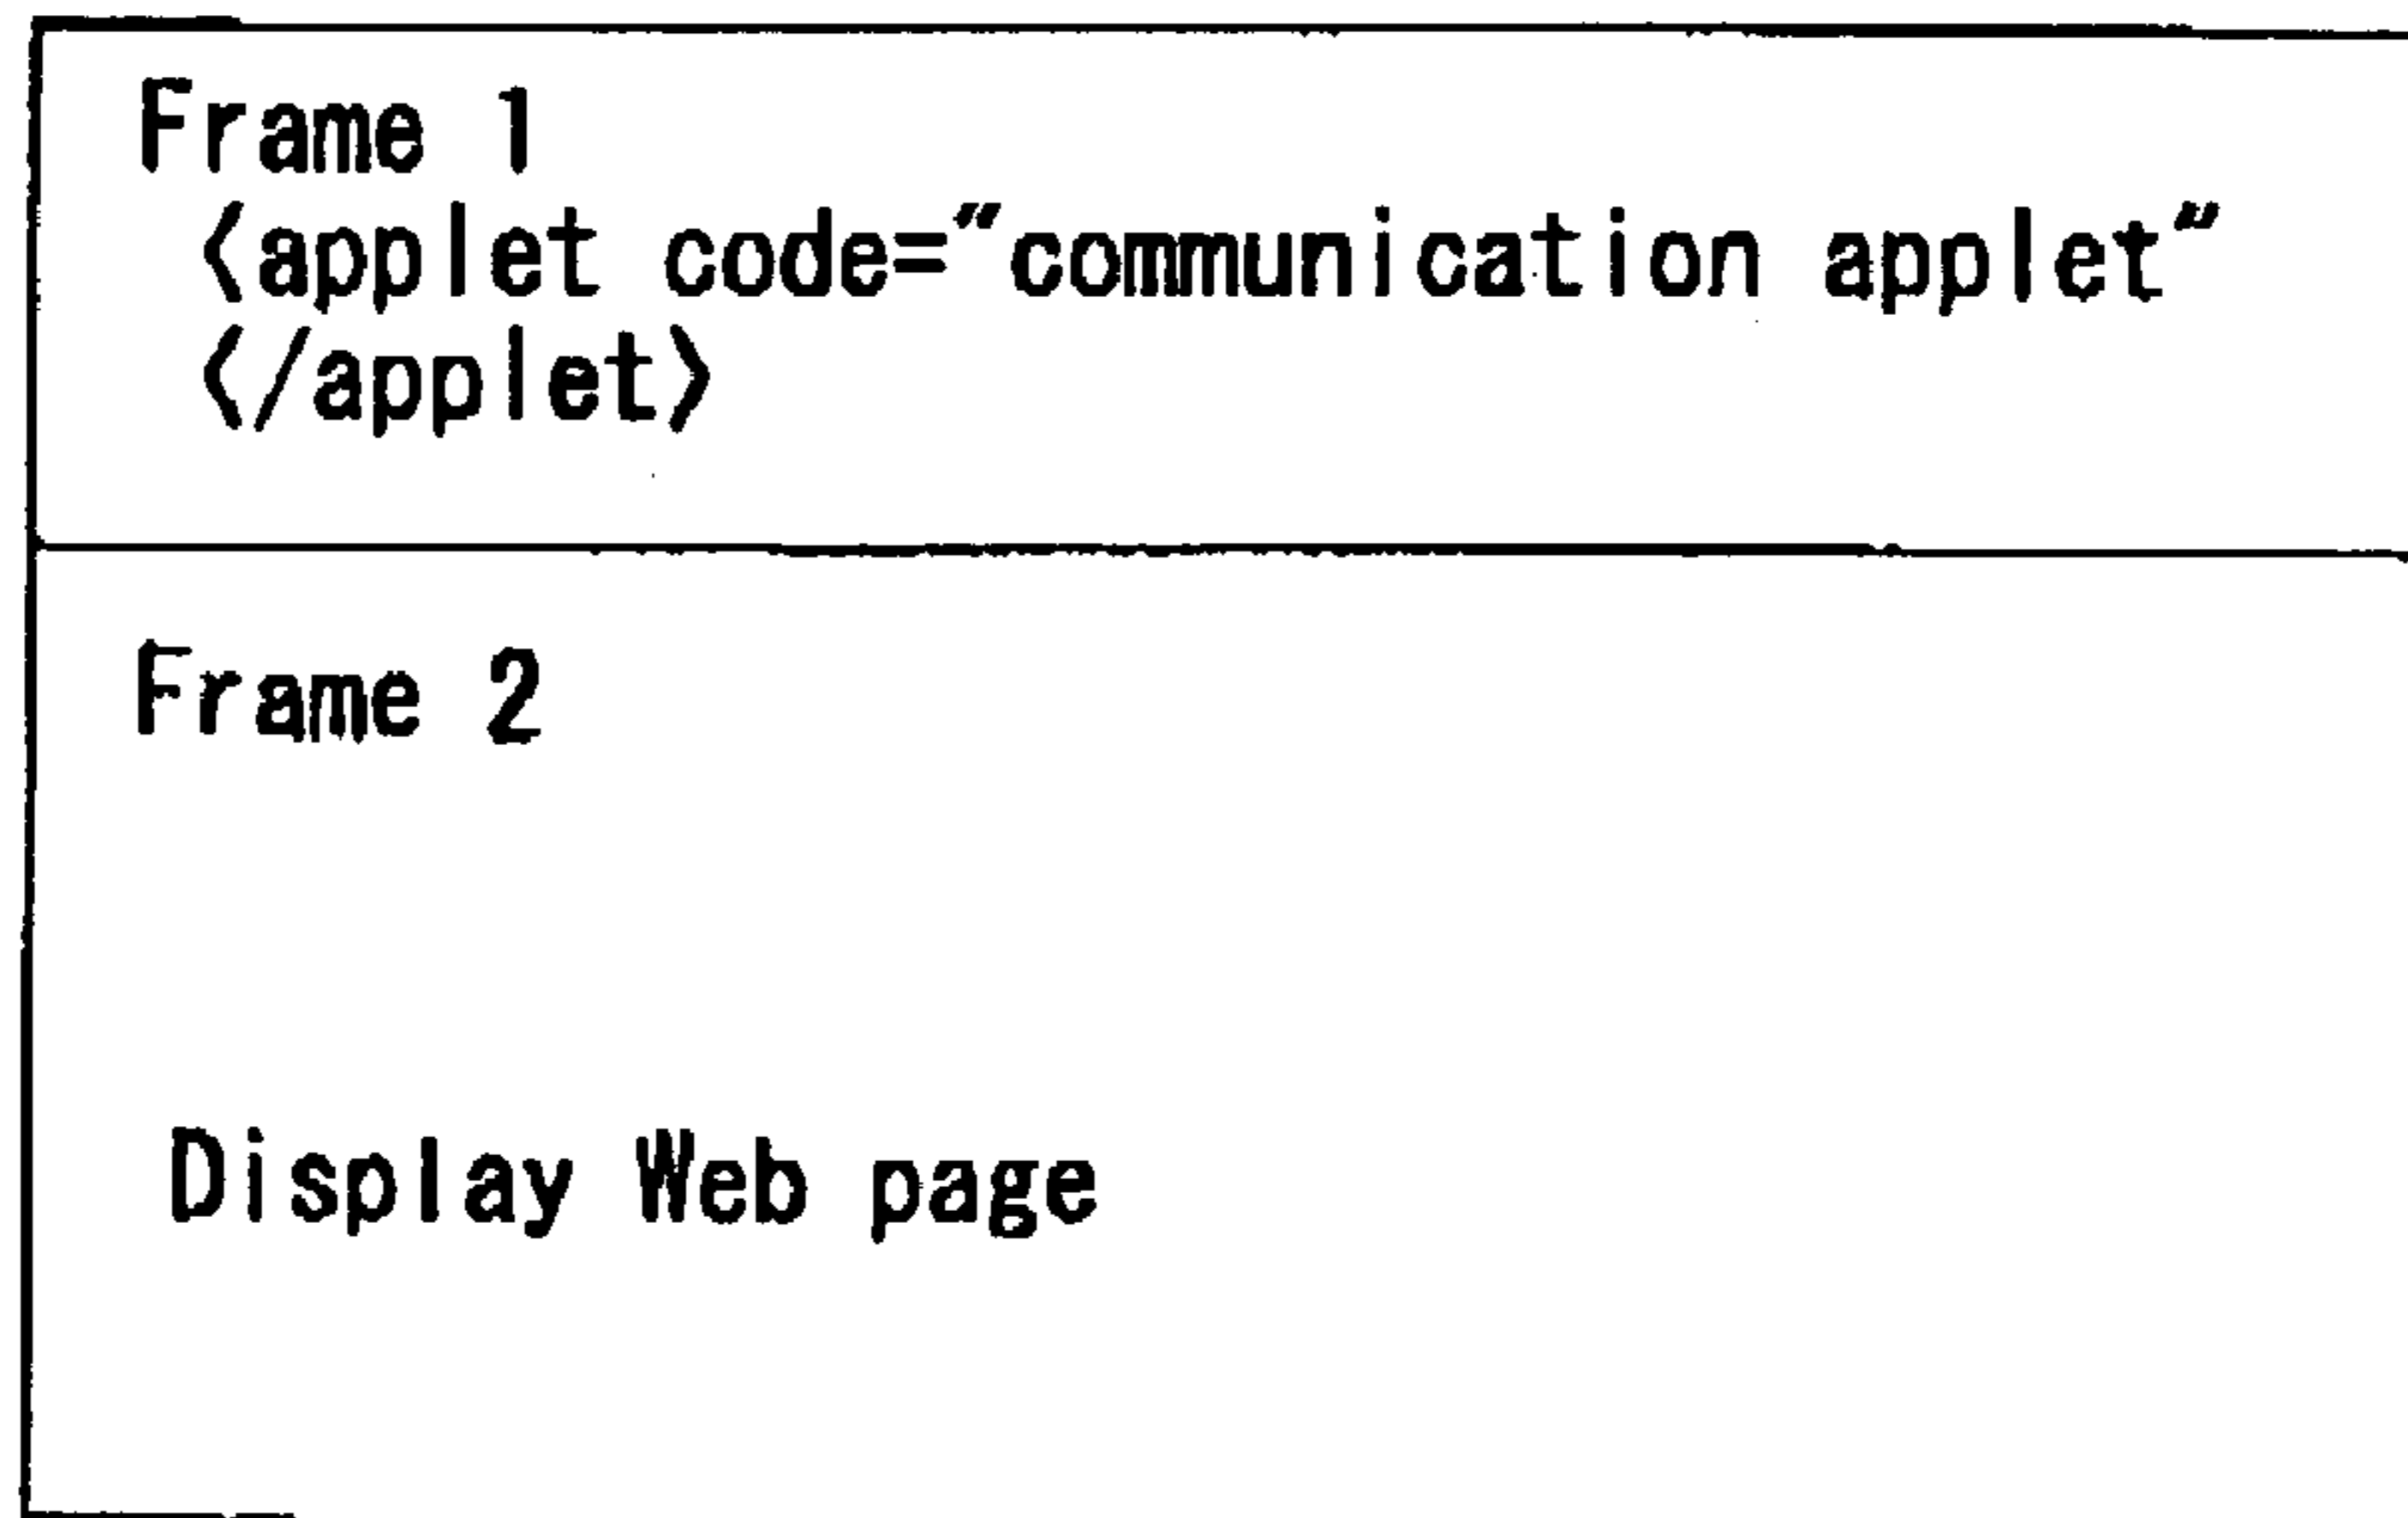 Frame 1
<applet code="communication applet"
</applet>
Frame 2
Display Web page